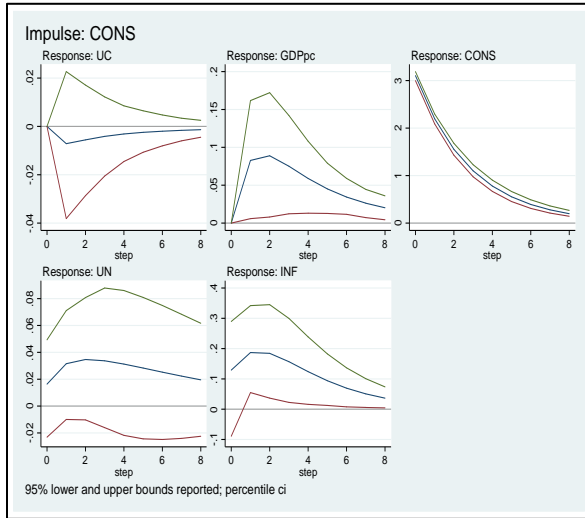 Impulse: CONS
Response: UC
Response: GDPpc
Response: CONS
.02
0
-.02
-.04
0 2 4 6 8
step
.2
.15
.1
.05
0
0 2 4 6 8
step
3
2
1
0
0 2 4 6 8
step
Response: UN
Response: INF
.08
.06
.04
.02
0
-.02
0 2 4 6 8
step
.4
.3
.2
.1
0
-.1
0 2 4 6 8
step
95% lower and upper bounds reported; percentile ci